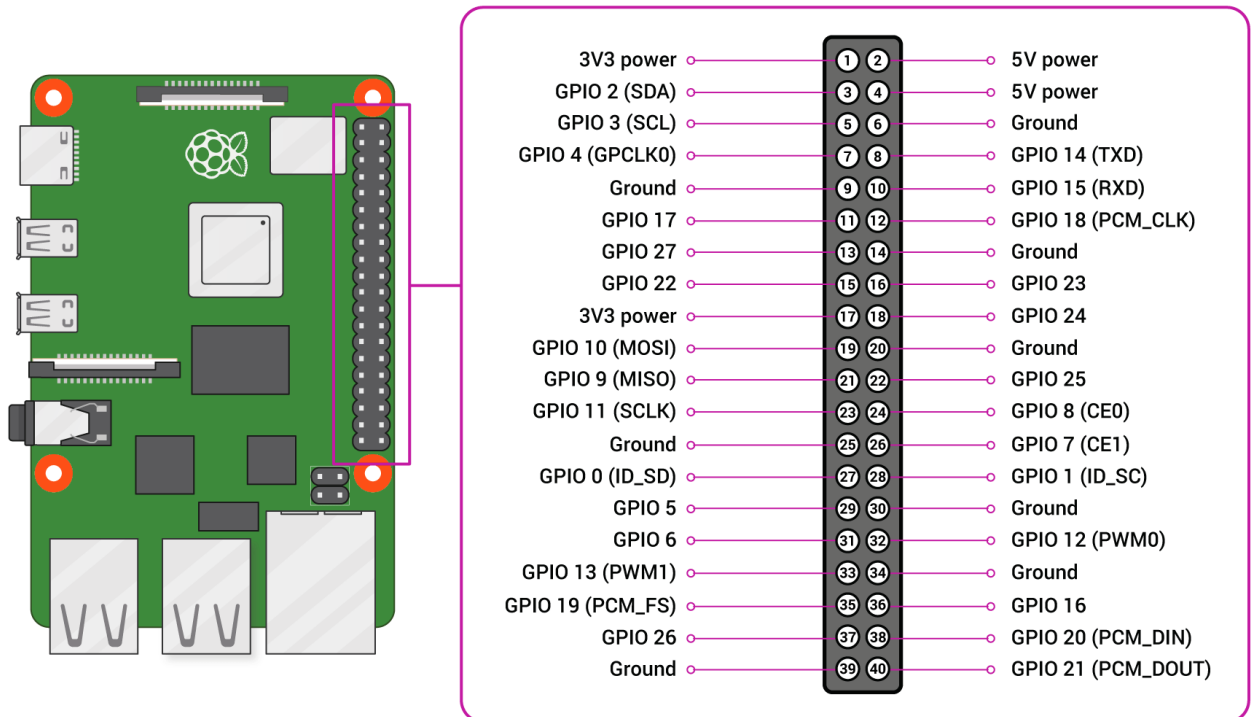 3V3 power 1 2 5V power
GPIO 2 (SDA) 3 4 5V power
GPIO 3 (SCL) 5 6 Ground
GPIO 4 (GPCLK0) 7 8 GPIO 14 (TXD)
Ground 9 10 GPIO 15 (RXD)
GPIO 17 11 12 GPIO 18 (PCM_CLK)
GPIO 27 13 14 Ground
GPIO 22 15 16 GPIO 23
3V3 power 17 18 GPIO 24
GPIO 10 (MOSI) 19 20 Ground
GPIO 9 (MISO) 21 22 GPIO 25
GPIO 11 (SCLK) 23 24 GPIO 8 (CE0)
Ground 25 26 GPIO 7 (CE1)
GPIO 0 (ID_SD) 27 28 GPIO 1 (ID_SC)
GPIO 5 29 30 Ground
GPIO 6 31 32 GPIO 12 (PWM0)
GPIO 13 (PWM1) 33 34 Ground
GPIO 19 (PCM_FS) 35 36 GPIO 16
GPIO 26 37 38 GPIO 20 (PCM_DIN)
Ground 39 40 GPIO 21 (PCM_DOUT)